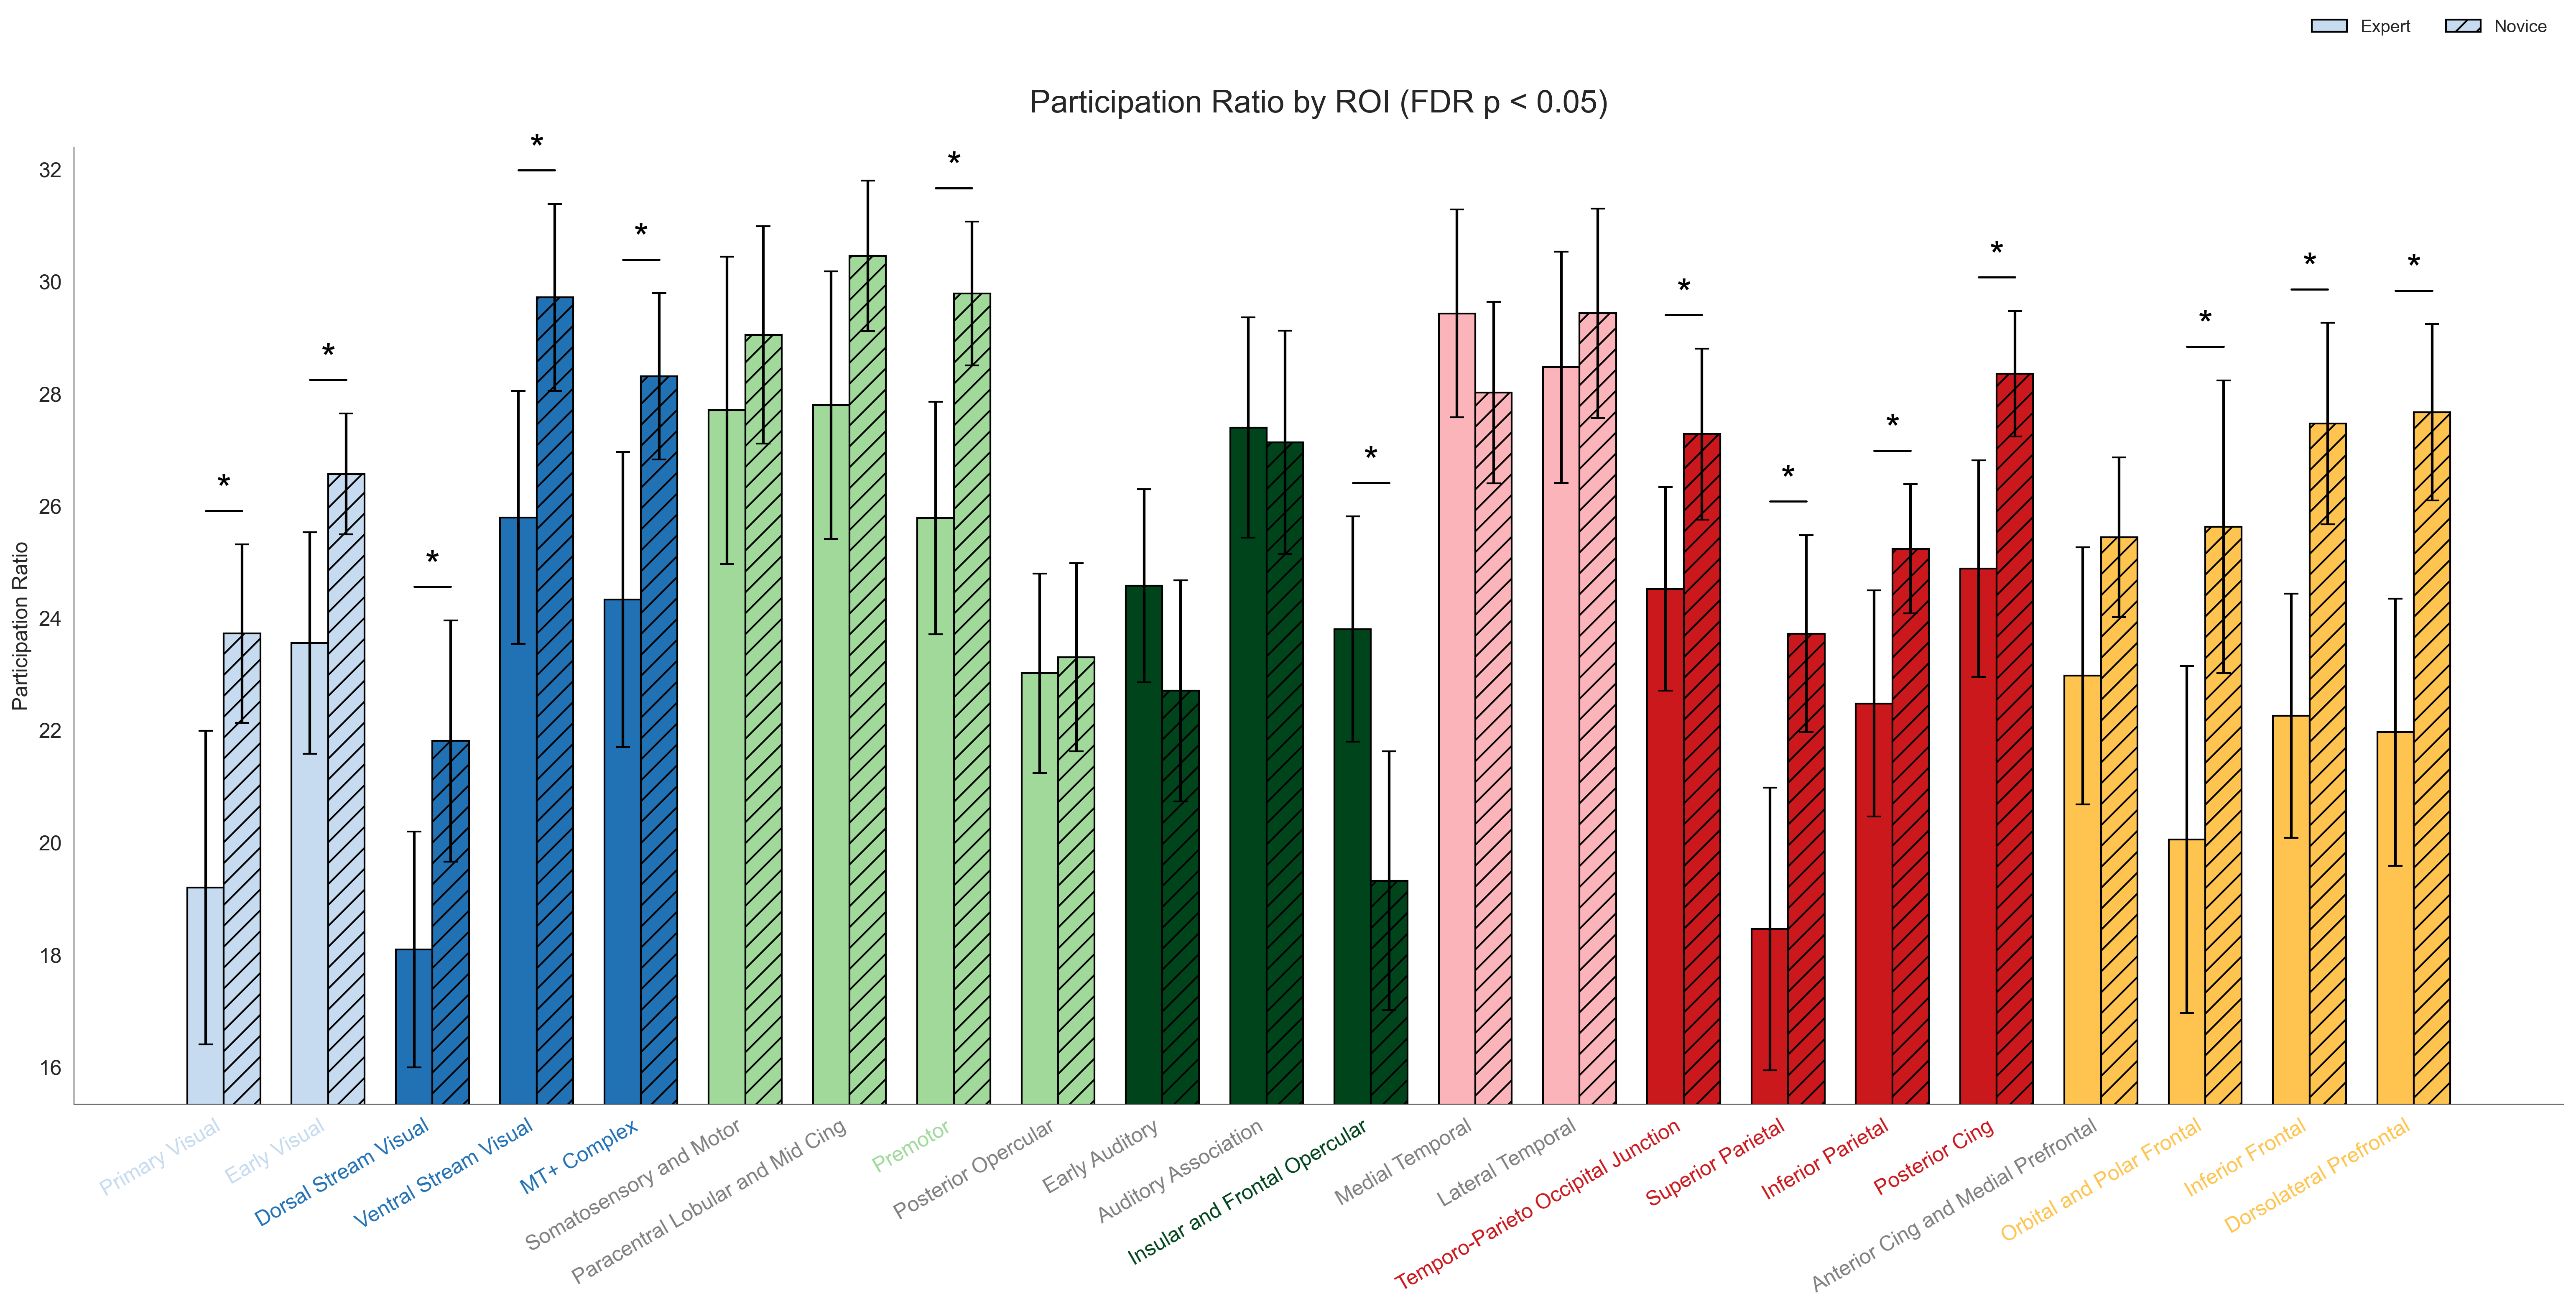 Expert Novice
Participation Ratio by ROI (FDR p < 0.05)
Participation Ratio
32
30
28
26
24
22
20
18
16
* * * * * * * * * * * * * *
Primary Visual
Early Visual
Dorsal Stream Visual
Ventral Stream Visual
MT+ Complex
Somatosensory and Motor
Paracentral Lobular and Mid Cing
Premotor
Posterior Opercular
Early Auditory
Auditory Association
Insular and Frontal Opercular
Medial Temporal
Lateral Temporal
Temporo-Parieto Occipital Junction
Superior Parietal
Inferior Parietal
Posterior Cing
Anterior Cing and Medial Prefrontal
Orbital and Polar Frontal
Inferior Frontal
Dorsolateral Prefrontal